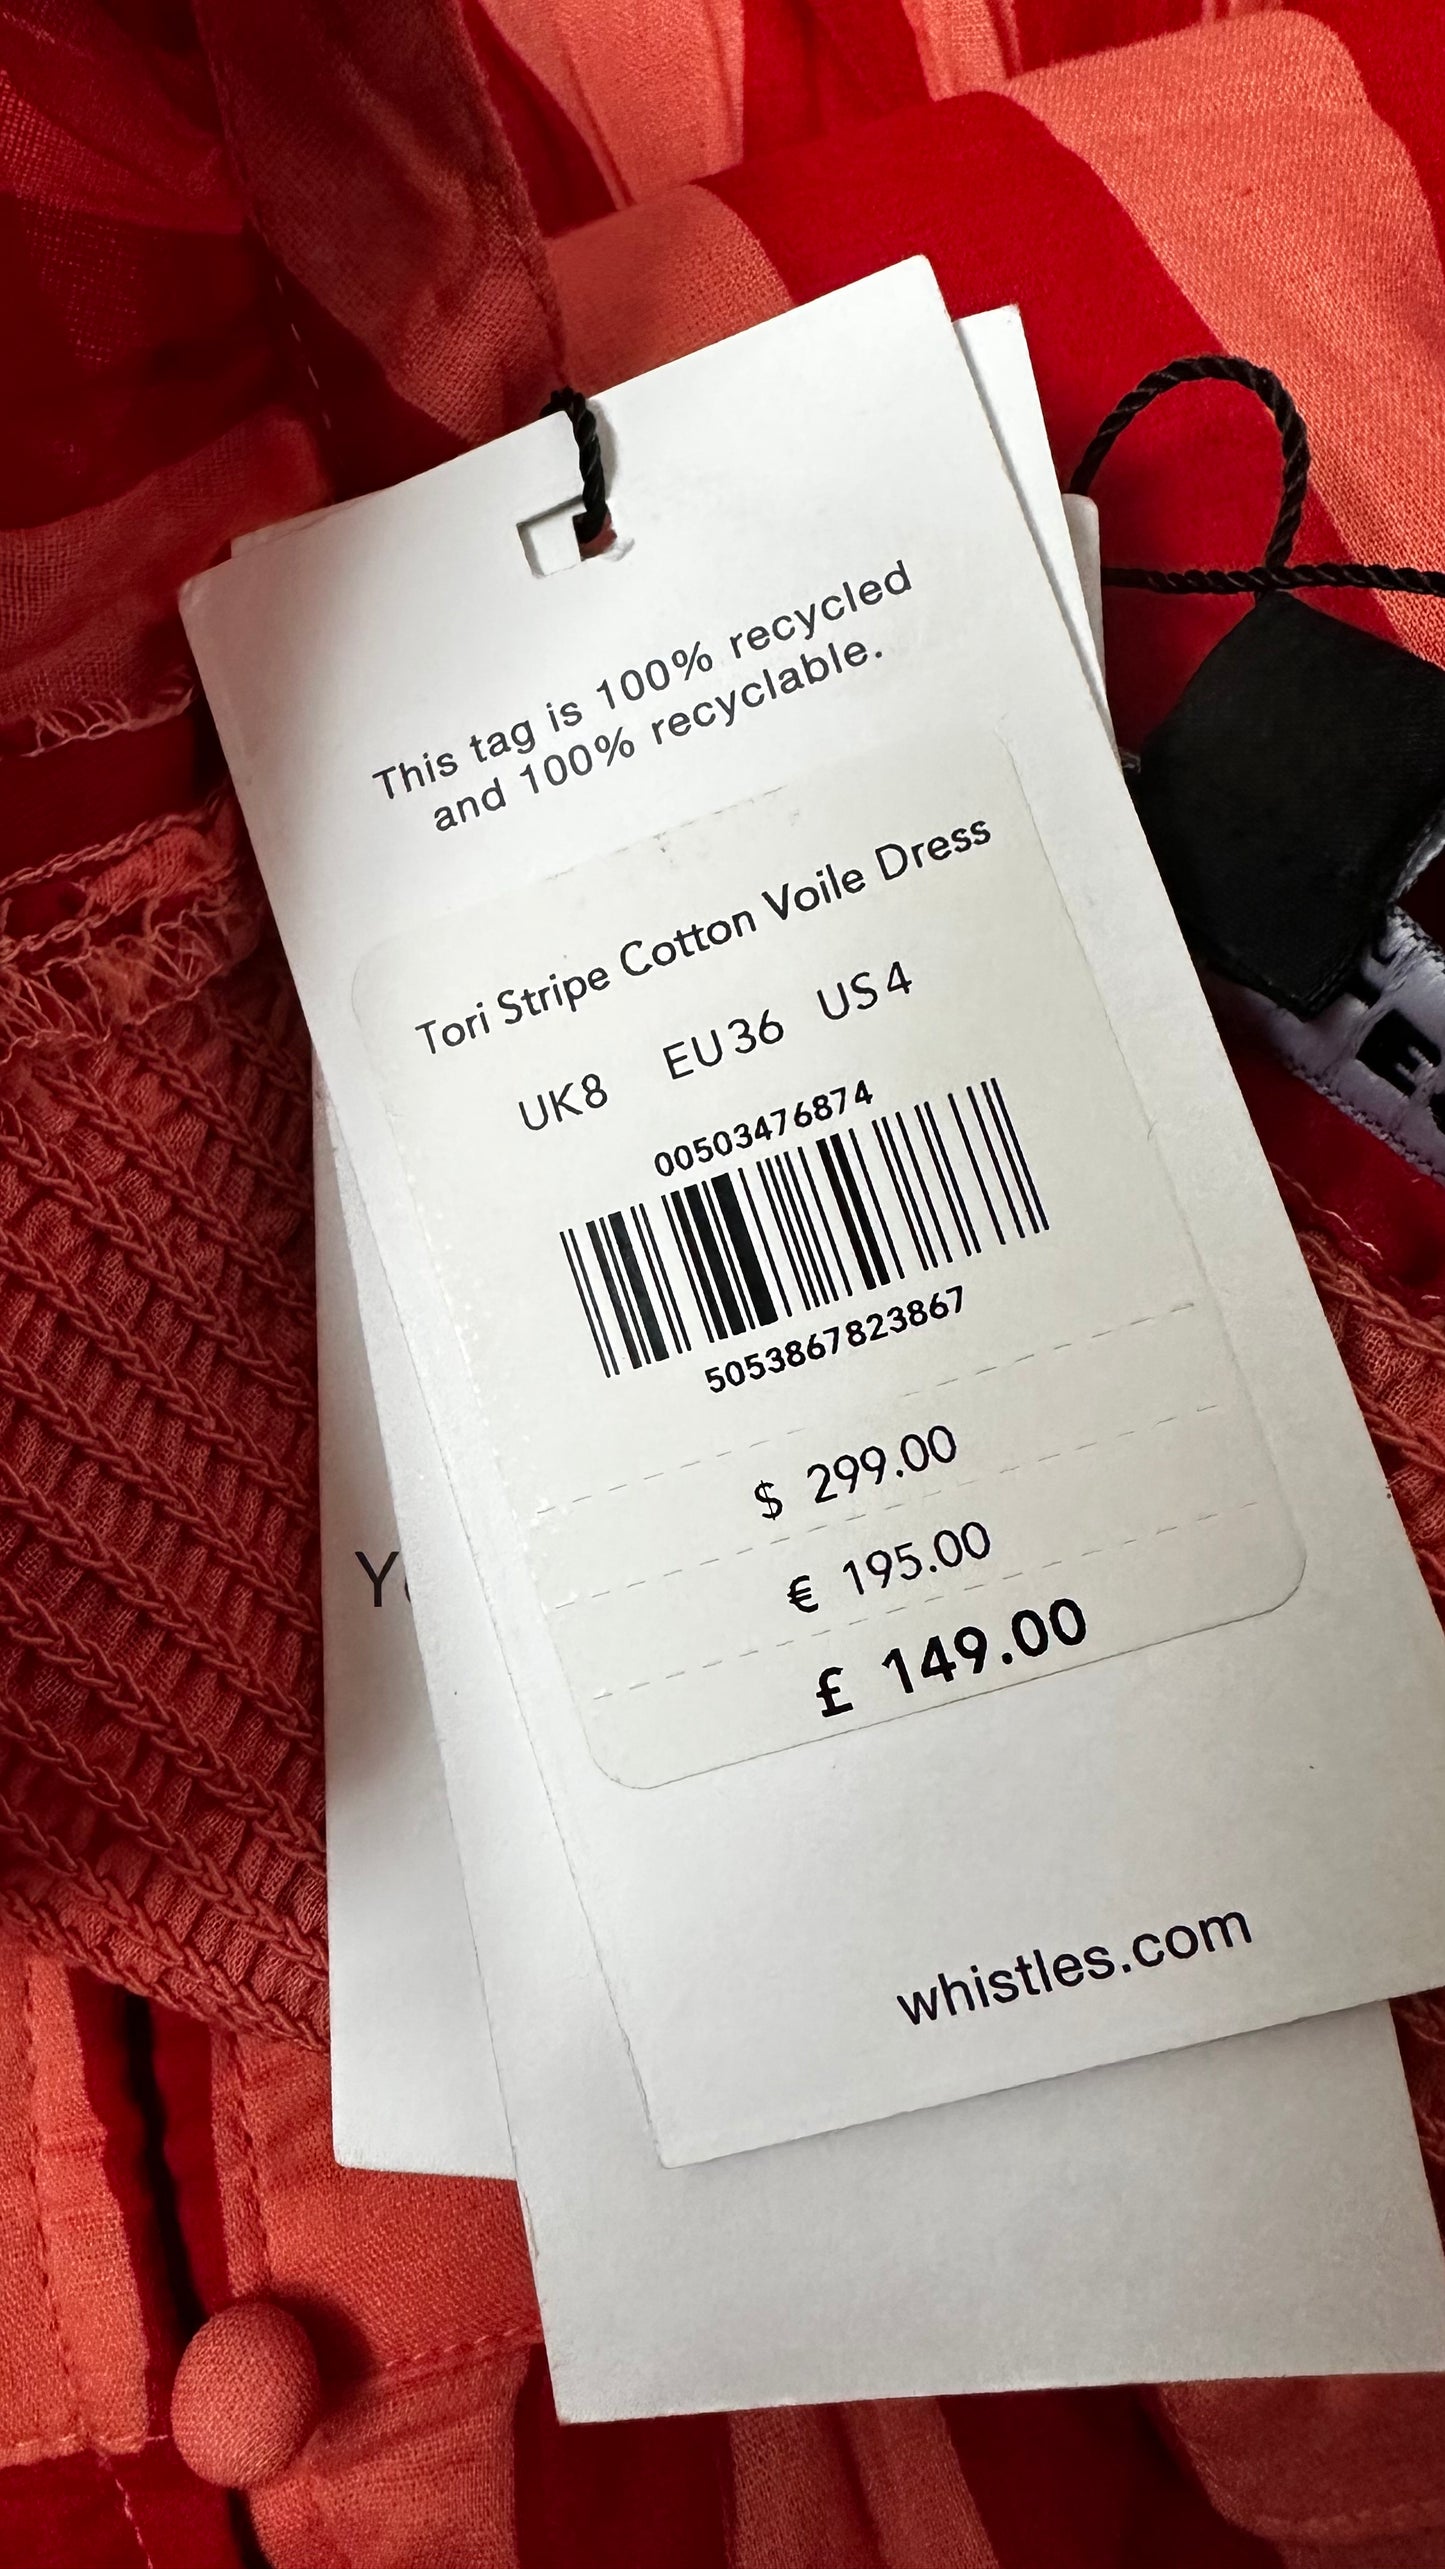 This tag is 100% recycled
and 100% recyclable.
Tori Stripe Cotton Voile Dress
UK8 EU36 US4
00503476874
5053867823867
$ 299.00
€ 195.00
£ 149.00
whistles.com